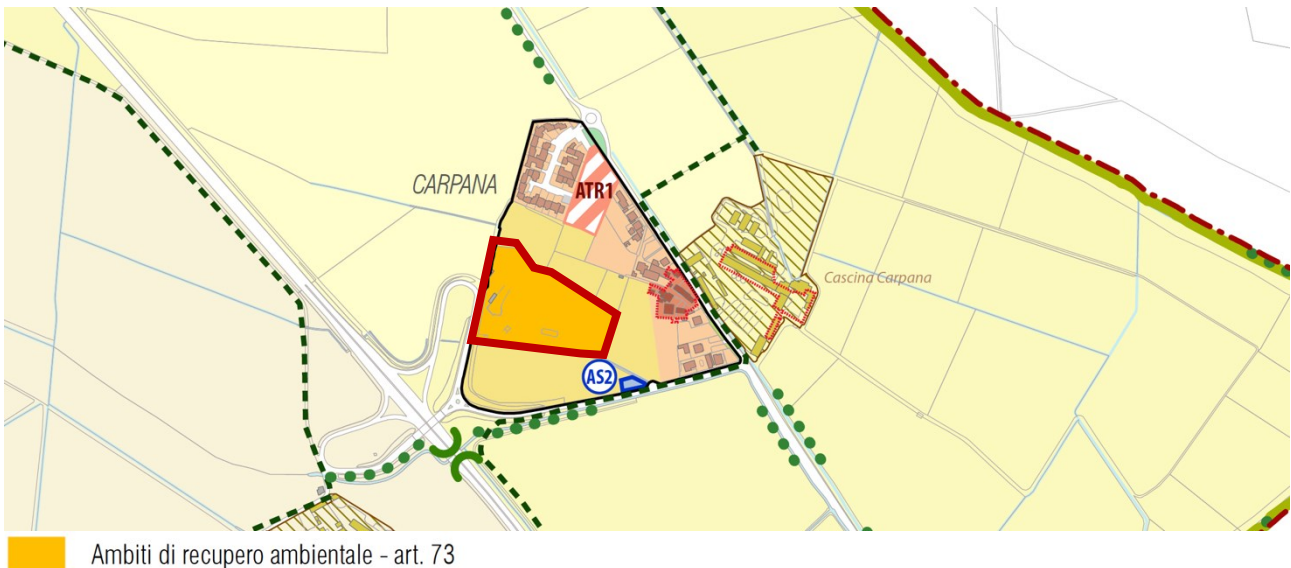 CARPANA
ATR1
Cascina Carpana
AS2
Ambiti di recupero ambientale - art. 73